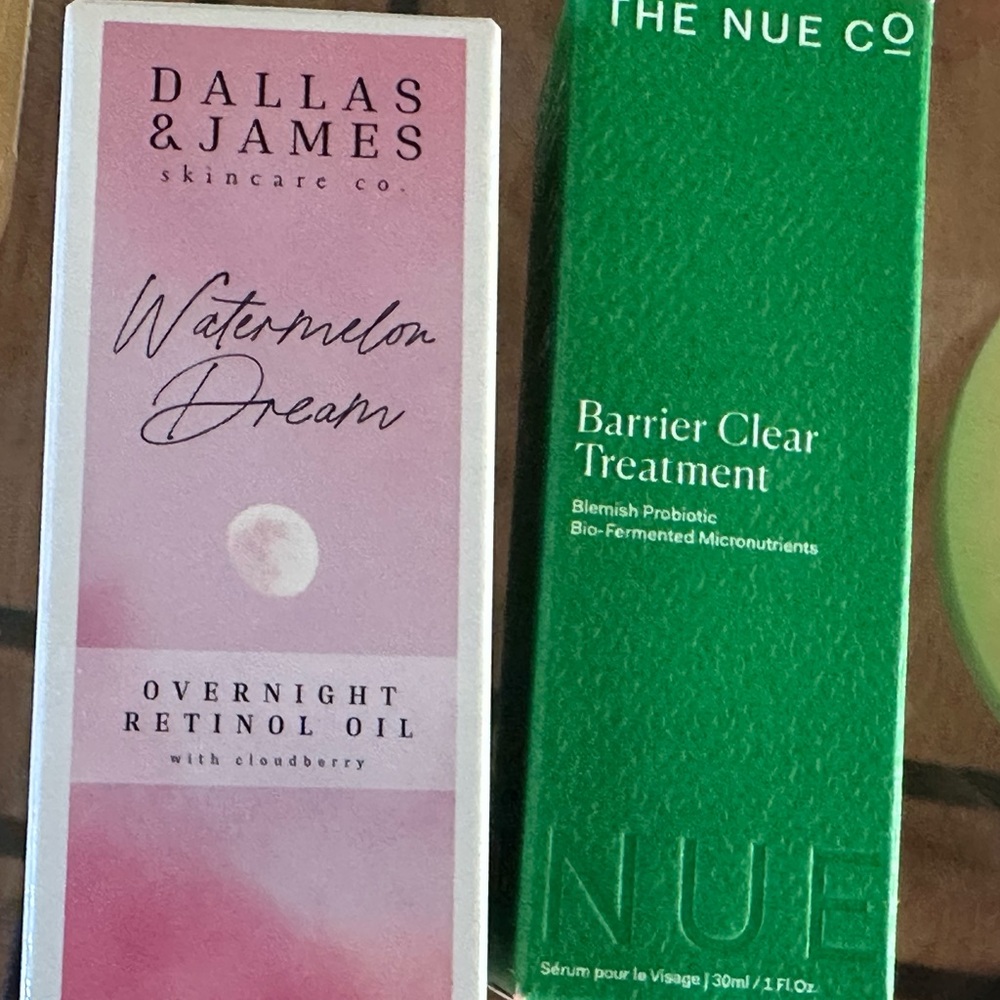 DALLAS
&JAMES
skincare co.
Watermelon
Dream
OVERNIGHT
RETINOL OIL
with cloudberry
THE NUE CO
Barrier Clear
Treatment
Blemish Probiotic
Bio-Fermented Micronutrients
NUE
Sérum pour le Visage | 30ml / 1 Fl.Oz.